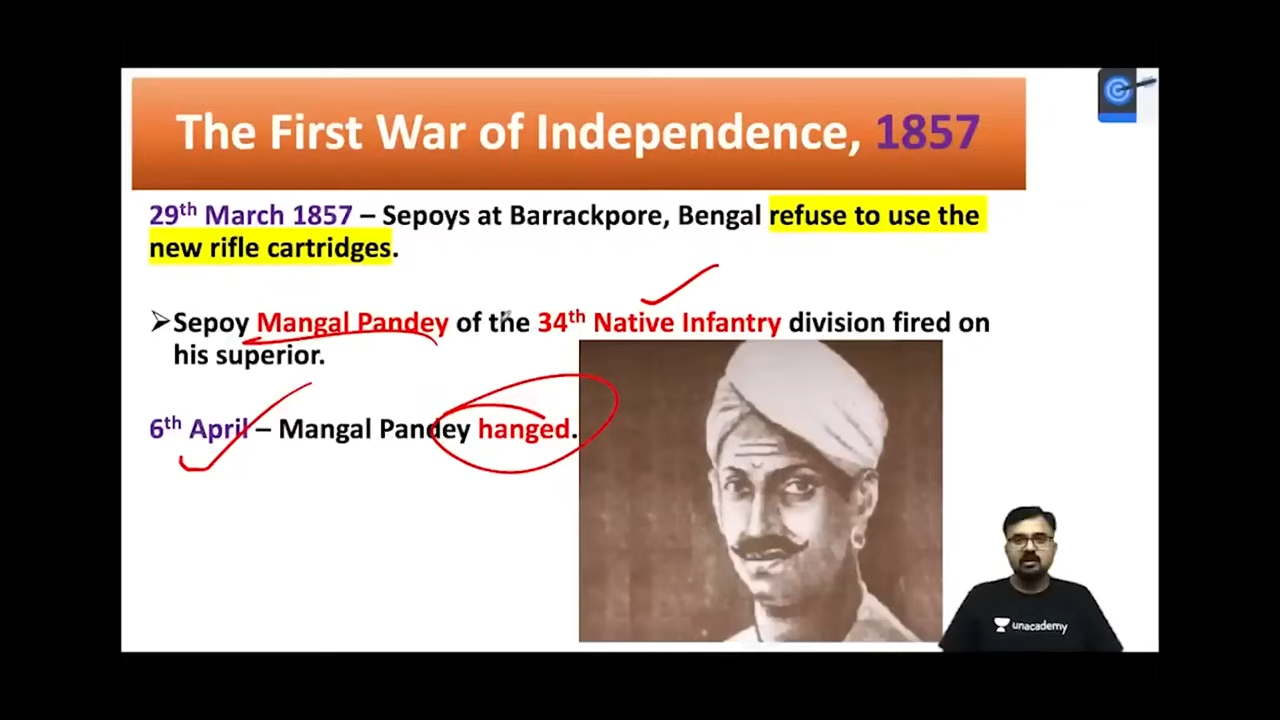 The First War of Independence, 1857
29th March 1857 – Sepoys at Barrackpore, Bengal refuse to use the
new rifle cartridges.
➢Sepoy Mangal Pandey of the 34th Native Infantry division fired on
his superior.
6th April – Mangal Pandey hanged.
unacademy